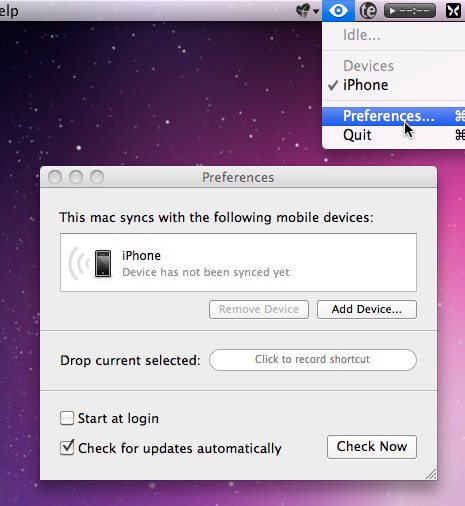 elp
--:--
Idle...
Devices
✓ iPhone
Preferences... ⌘
Quit ⌘
Preferences
This mac syncs with the following mobile devices:
iPhone
Device has not been synced yet
Remove Device Add Device...
Drop current selected: Click to record shortcut
Start at login
Check for updates automatically Check Now